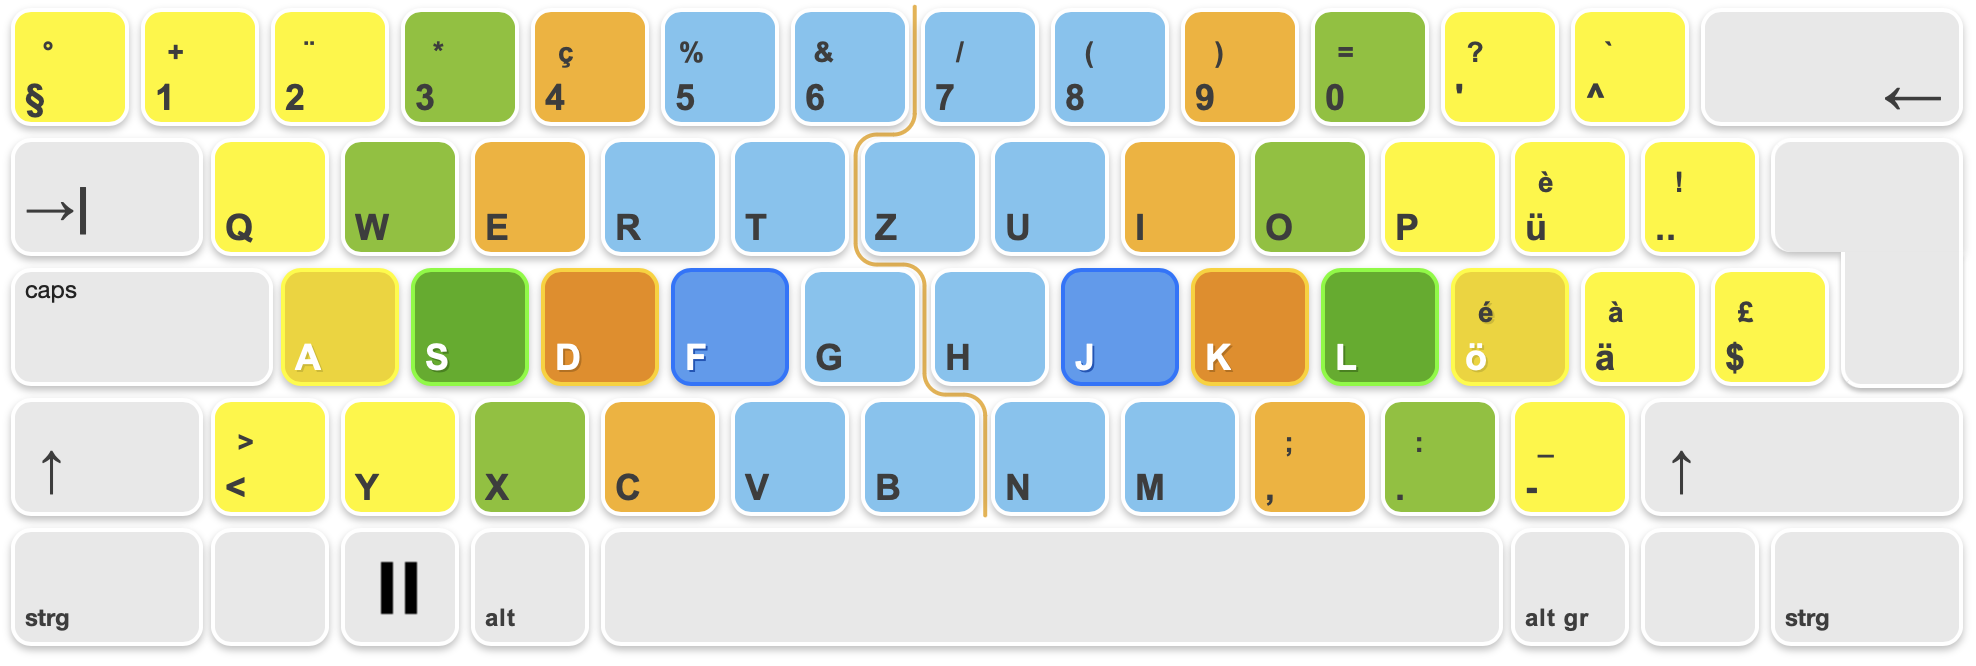 ° + ¨ * ç % & / ( ) = ? `
§ 1 2 3 4 5 6 7 8 9 0 ' ^ ←
è !
→| Q W E R T Z U I O P ü ..
caps é à £
A S D F G H J K L ö ä $
> ; : _
↑ < Y X C V B N M , . - ↑
strg alt alt gr strg